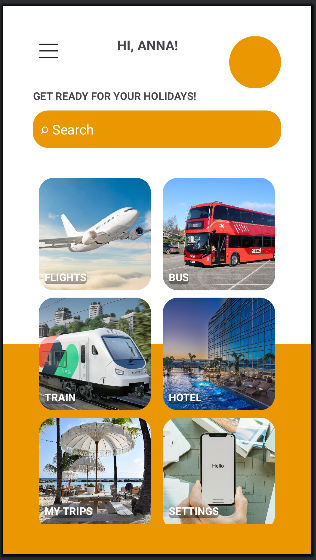 HI, ANNA!
GET READY FOR YOUR HOLIDAYS!
Search
FLIGHTS
BUS
TRAIN
HOTEL
MY TRIPS
SETTINGS
Hello